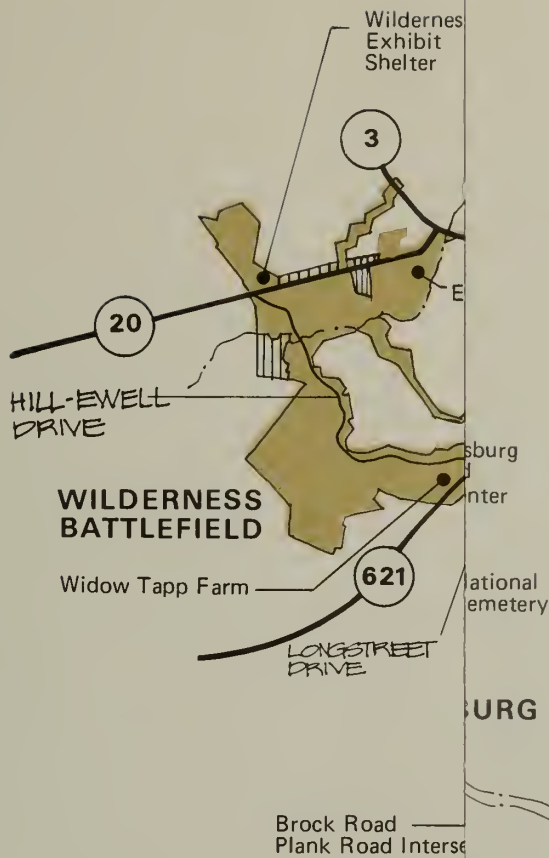 Wildernes
Exhibit
Shelter
3
E
20
HILL-EWELL
DRIVE
sburg
d
nter
WILDERNESS
BATTLEFIELD
Widow Tapp Farm
621
lational
emetery
LONGSTREET
DRIVE
URG
Brock Road
Plank Road Interse